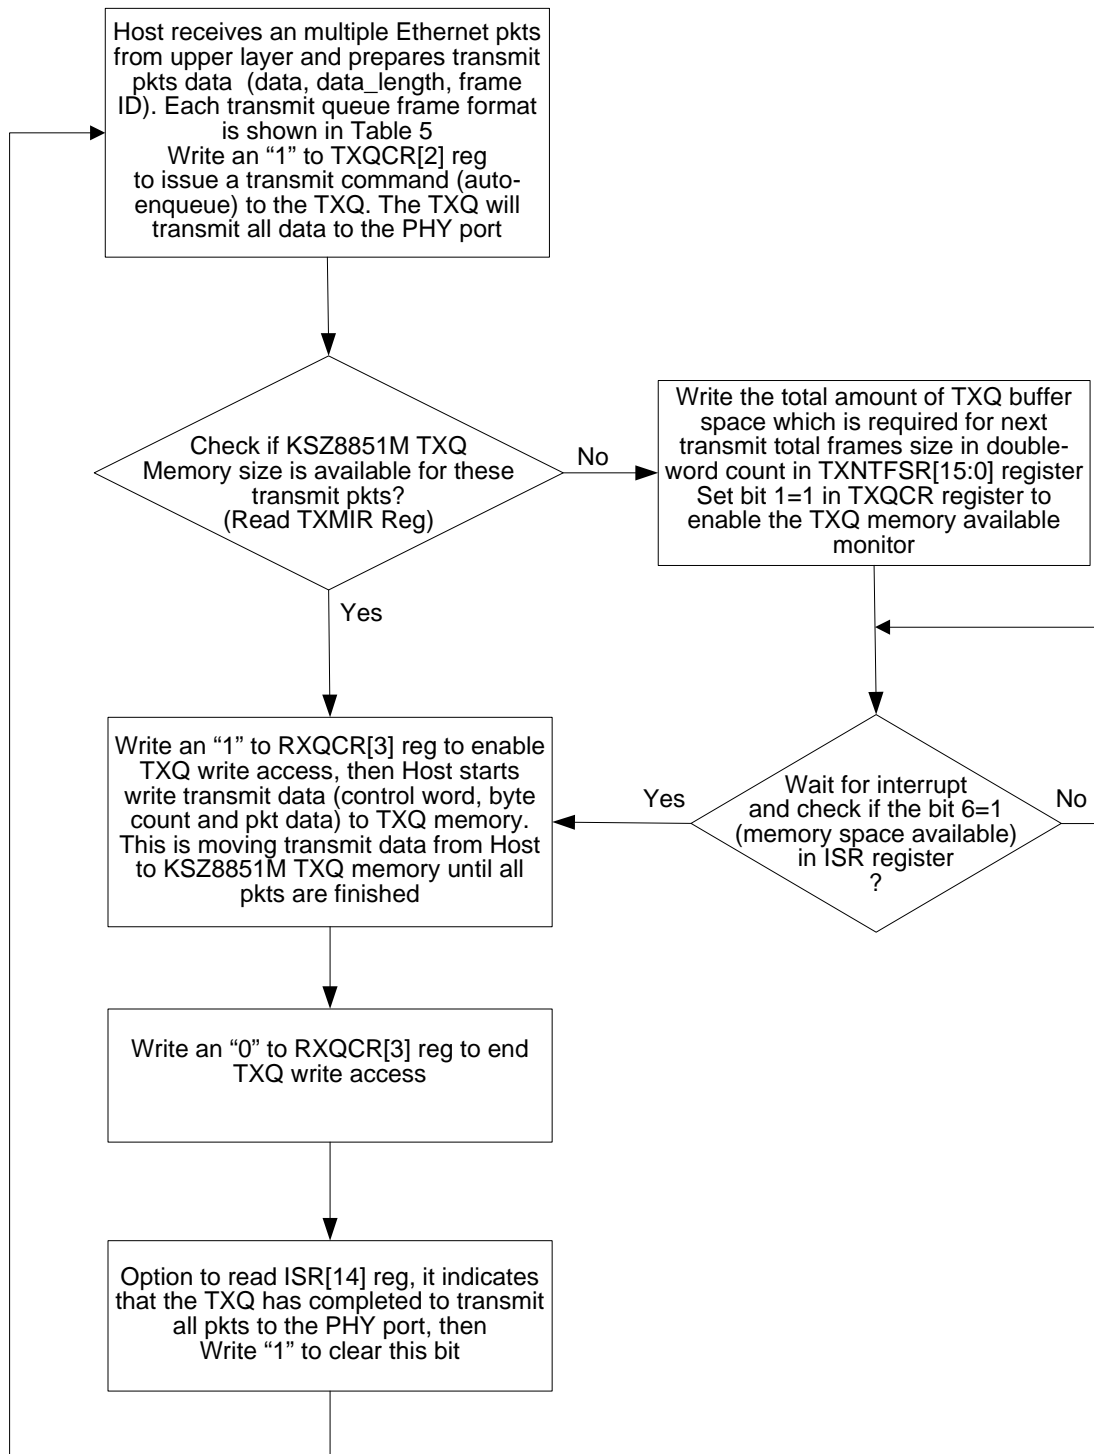 Host receives an multiple Ethernet pkts
from upper layer and prepares transmit
pkts data  (data, data_length, frame
ID). Each transmit queue frame format
is shown in Table 5
Write an “1” to TXQCR[2] reg
to issue a transmit command (auto-
enqueue) to the TXQ. The TXQ will
transmit all data to the PHY port
Check if KSZ8851M TXQ
Memory size is available for these
transmit pkts?
(Read TXMIR Reg)
No
Write the total amount of TXQ buffer
space which is required for next
transmit total frames size in double-
word count in TXNTFSR[15:0] register
Set bit 1=1 in TXQCR register to
enable the TXQ memory available
monitor
Yes
Write an “1” to RXQCR[3] reg to enable
TXQ write access, then Host starts
write transmit data (control word, byte
count and pkt data) to TXQ memory.
This is moving transmit data from Host
to KSZ8851M TXQ memory until all
pkts are finished
Yes
Wait for interrupt
and check if the bit 6=1
(memory space available)
in ISR register
?
No
Write an “0” to RXQCR[3] reg to end
TXQ write access
Option to read ISR[14] reg, it indicates
that the TXQ has completed to transmit
all pkts to the PHY port, then
Write “1” to clear this bit